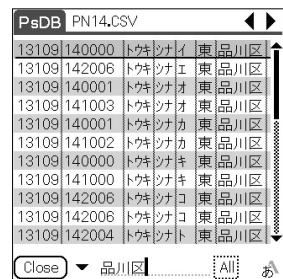 PsDB PN14.CSV
13109 140000 トウキ シナ イ 東 品川区
13109 142006 トウキ シナ エ 東 品川区
13109 140001 トウキ シナ オ 東 品川区
13109 141003 トウキ シナ オ 東 品川区
13109 140001 トウキ シナ カ 東 品川区
13109 141002 トウキ シナ カ 東 品川区
13109 140000 トウキ シナ キ 東 品川区
13109 141000 トウキ シナ キ 東 品川区
13109 142006 トウキ シナ コ 東 品川区
13109 142006 トウキ シナ コ 東 品川区
13109 142004 トウキ シナ ト 東 品川区
Close 品川区 All あ